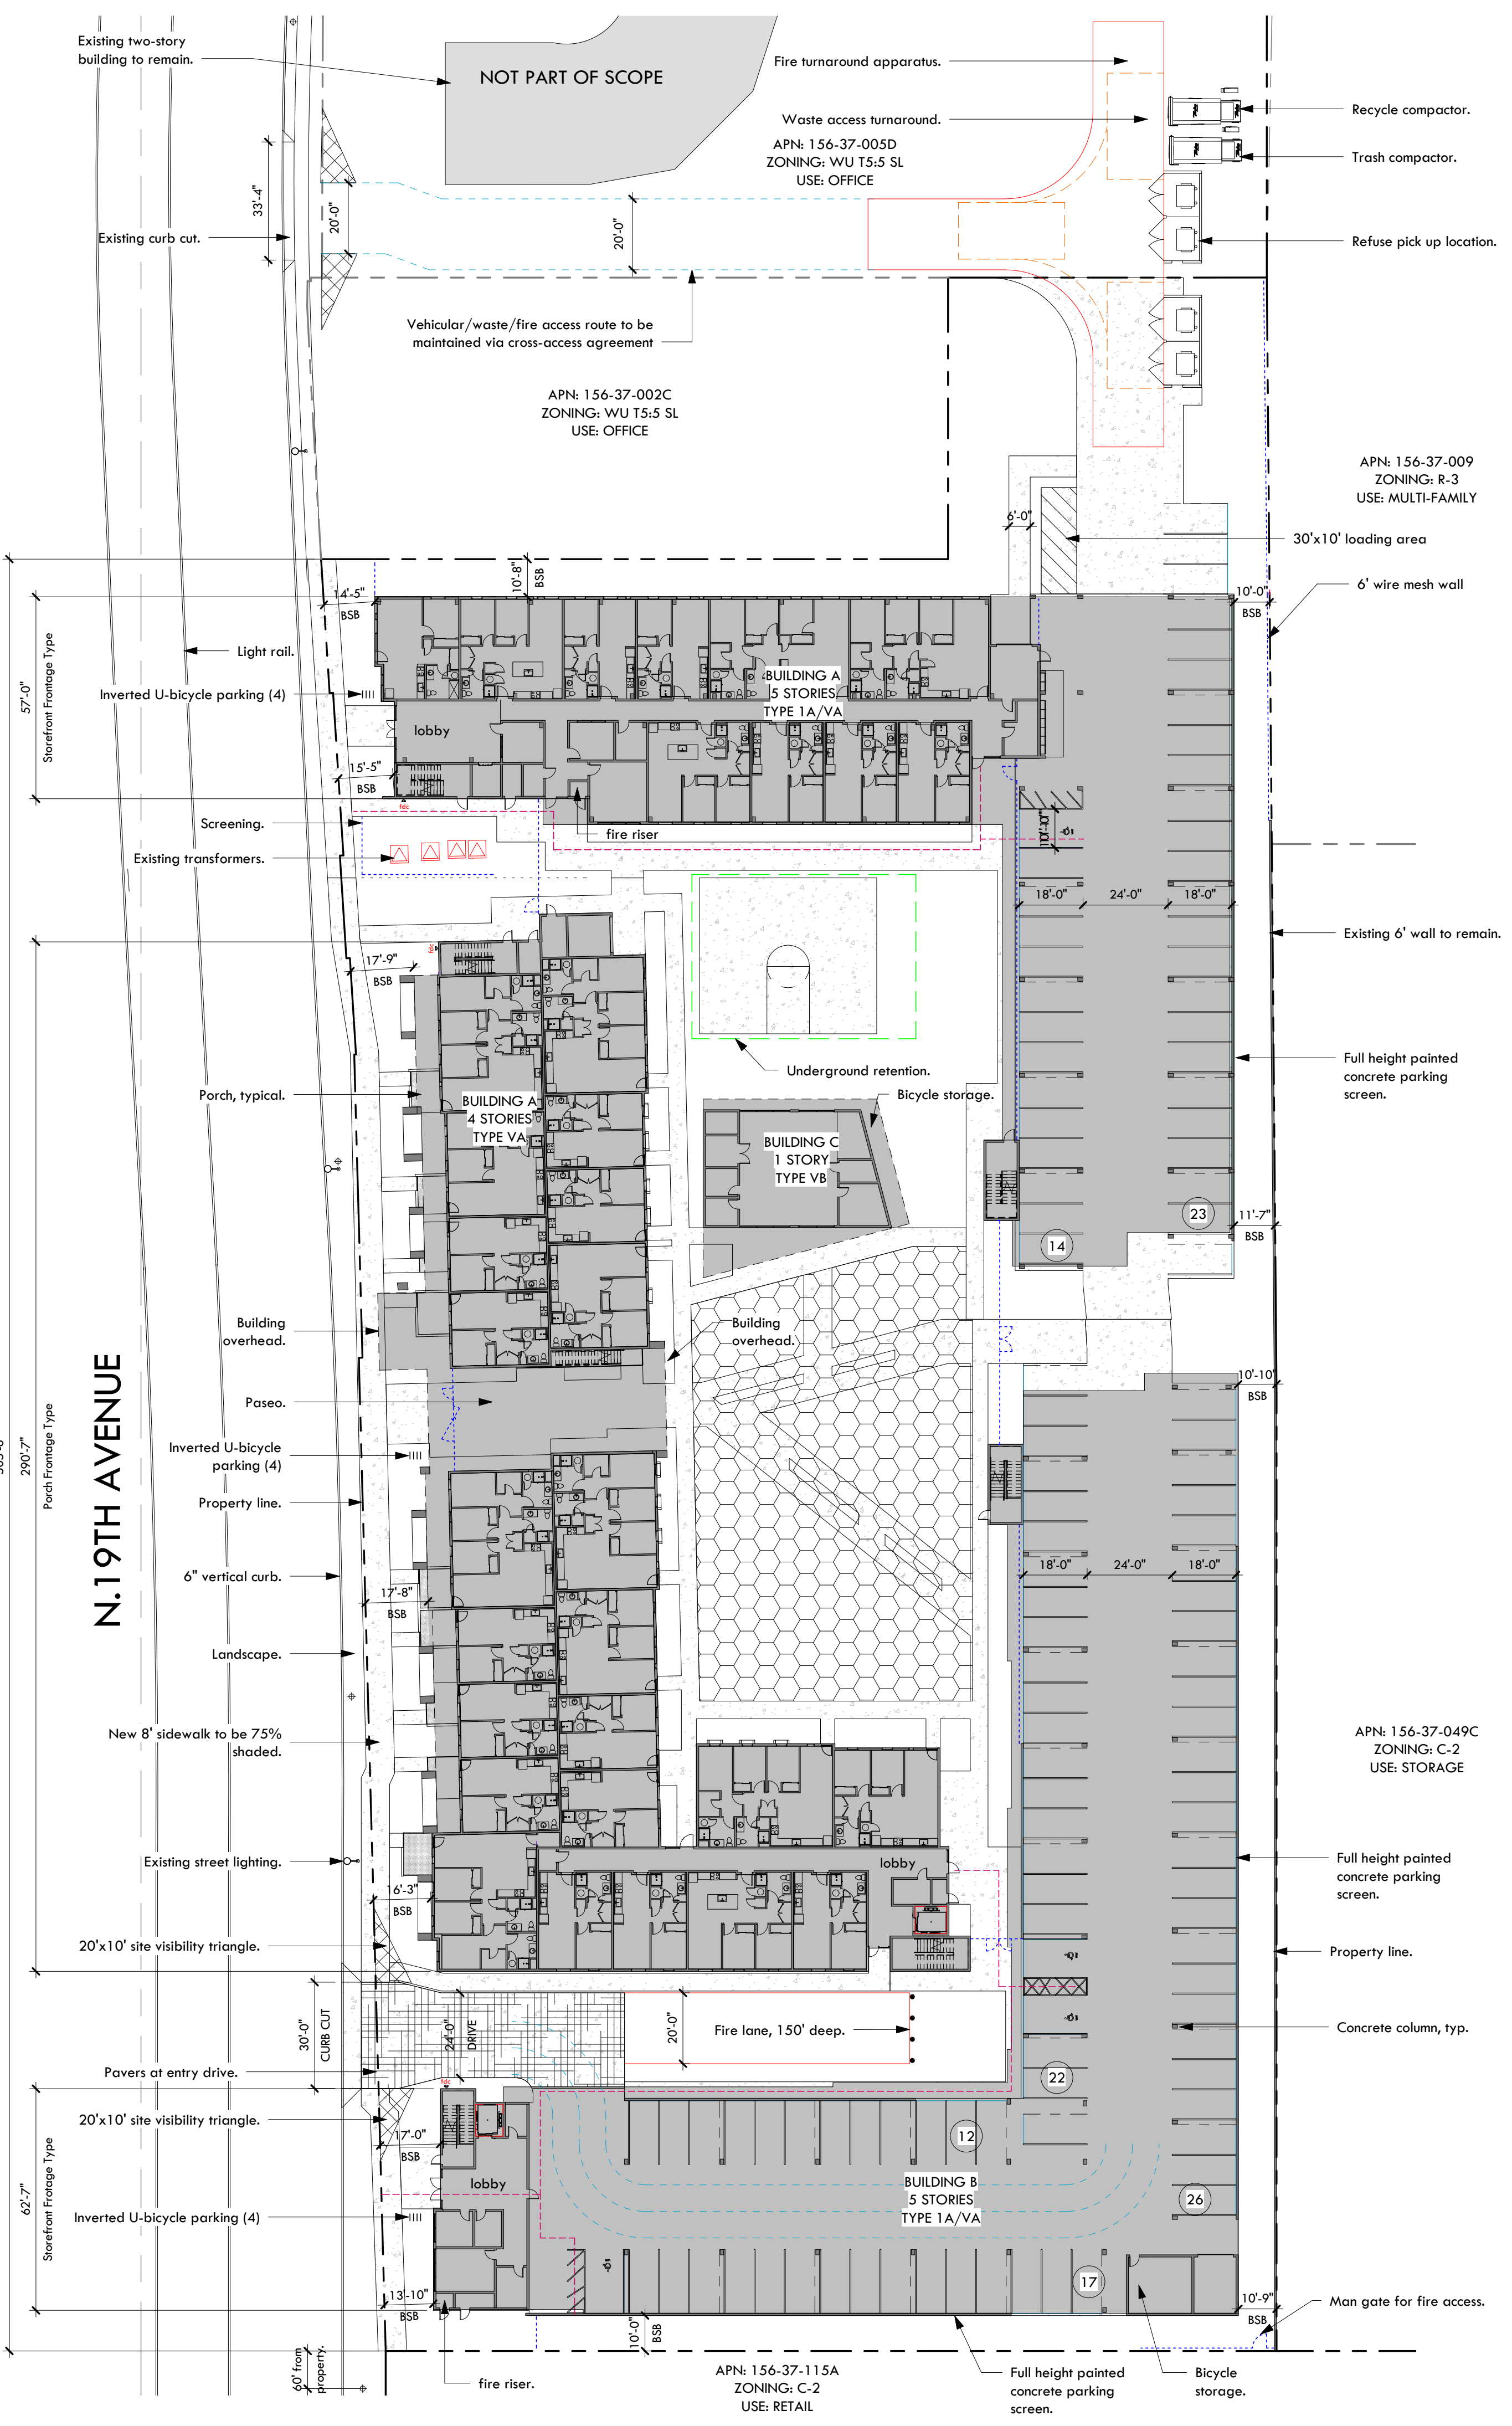 Existing two-story
building to remain.
NOT PART OF SCOPE
Fire turnaround apparatus.
Waste access turnaround.
APN: 156-37-005D
ZONING: WU T5:5 SL
USE: OFFICE
Recycle compactor.
Trash compactor.
33'-4"
20'-0"
20'-0"
Existing curb cut.
Refuse pick up location.
Vehicular/waste/fire access route to be
maintained via cross-access agreement
APN: 156-37-002C
ZONING: WU T5:5 SL
USE: OFFICE
APN: 156-37-009
ZONING: R-3
USE: MULTI-FAMILY
6'-0"
30'x10' loading area
6' wire mesh wall
10'-8"
BSB
14'-5"
BSB
10'-0"
BSB
57'-0"
Storefront Frontage Type
Light rail.
Inverted U-bicycle parking (4)
BUILDING A
5 STORIES
TYPE 1A/VA
lobby
15'-5"
BSB
fdc
Screening.
fire riser
Existing transformers.
10'-10"
18'-0"
24'-0"
18'-0"
Existing 6' wall to remain.
fdc
17'-9"
BSB
Underground retention.
Full height painted
concrete parking
screen.
Porch, typical.
BUILDING A
4 STORIES
TYPE VA
Bicycle storage.
BUILDING C
1 STORY
TYPE VB
23
11'-7"
BSB
14
Building
overhead.
Building
overhead.
10'-10"
BSB
Paseo.
290'-7"
Porch Frontage Type
N.19TH AVENUE
Inverted U-bicycle
parking (4)
Property line.
6" vertical curb.
17'-8"
BSB
18'-0"
24'-0"
18'-0"
Landscape.
New 8' sidewalk to be 75%
shaded.
APN: 156-37-049C
ZONING: C-2
USE: STORAGE
Existing street lighting.
lobby
Full height painted
concrete parking
screen.
16'-3"
BSB
20'x10' site visibility triangle.
Property line.
30'-0"
CURB CUT
24'-0"
DRIVE
20'-0"
Fire lane, 150' deep.
Concrete column, typ.
Pavers at entry drive.
fdc
22
20'x10' site visibility triangle.
17'-0"
BSB
12
62'-7"
Storefront Frotage Type
lobby
BUILDING B
5 STORIES
TYPE 1A/VA
26
Inverted U-bicycle parking (4)
17
13'-10"
BSB
10'-0"
BSB
10'-9"
BSB
Man gate for fire access.
60' from
property.
fire riser.
APN: 156-37-115A
ZONING: C-2
USE: RETAIL
Full height painted
concrete parking
screen.
Bicycle
storage.